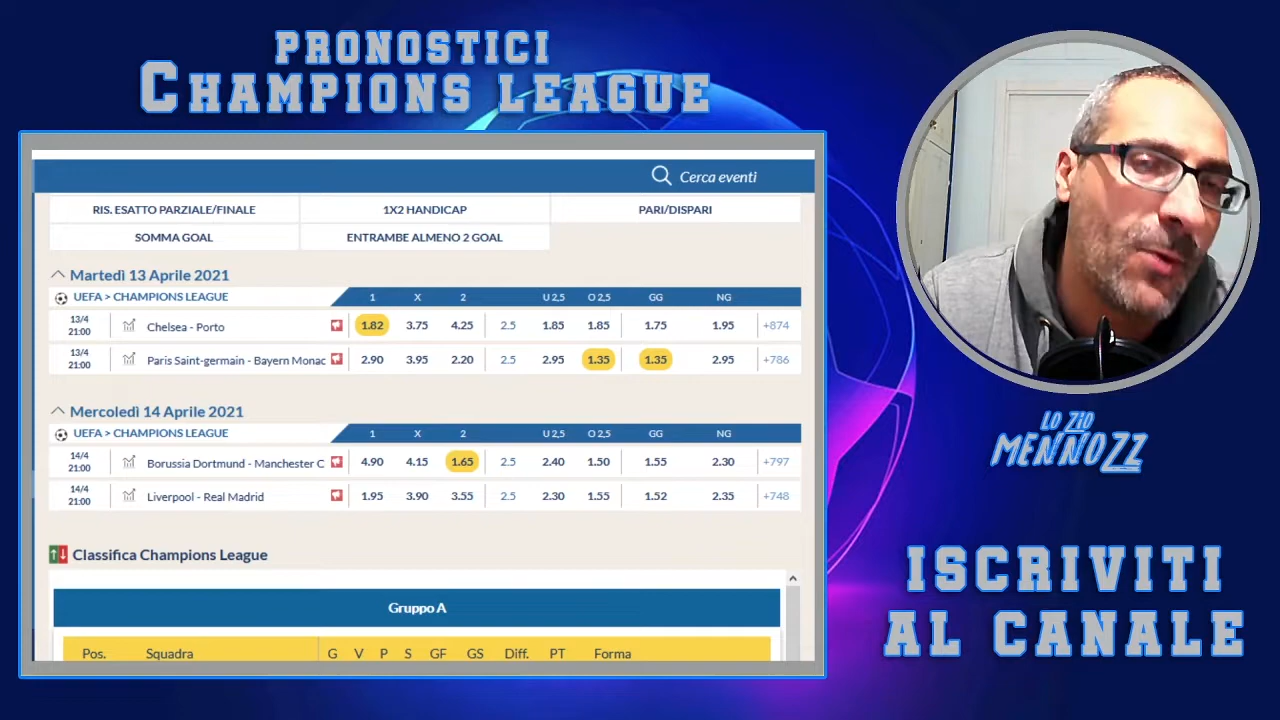 PRONOSTICI
CHAMPIONS LEAGUE
Cerca eventi
RIS. ESATTO PARZIALE/FINALE 1X2 HANDICAP PARI/DISPARI
SOMMA GOAL ENTRAMBE ALMENO 2 GOAL
Martedì 13 Aprile 2021
UEFA > CHAMPIONS LEAGUE 1 X 2 U 2,5 O 2,5 GG NG
13/4 21:00 Chelsea - Porto 1.82 3.75 4.25 2.5 1.85 1.85 1.75 1.95 +874
13/4 21:00 Paris Saint-germain - Bayern Monac 2.90 3.95 2.20 2.5 2.95 1.35 1.35 2.95 +786
Mercoledì 14 Aprile 2021
UEFA > CHAMPIONS LEAGUE 1 X 2 U 2,5 O 2,5 GG NG
14/4 21:00 Borussia Dortmund - Manchester C 4.90 4.15 1.65 2.5 2.40 1.50 1.55 2.30 +797
14/4 21:00 Liverpool - Real Madrid 1.95 3.90 3.55 2.5 2.30 1.55 1.52 2.35 +748
Classifica Champions League
Gruppo A
Pos. Squadra G V P S GF GS Diff. PT Forma
LO ZIO
MENNOZZ
ISCRIVITI
AL CANALE